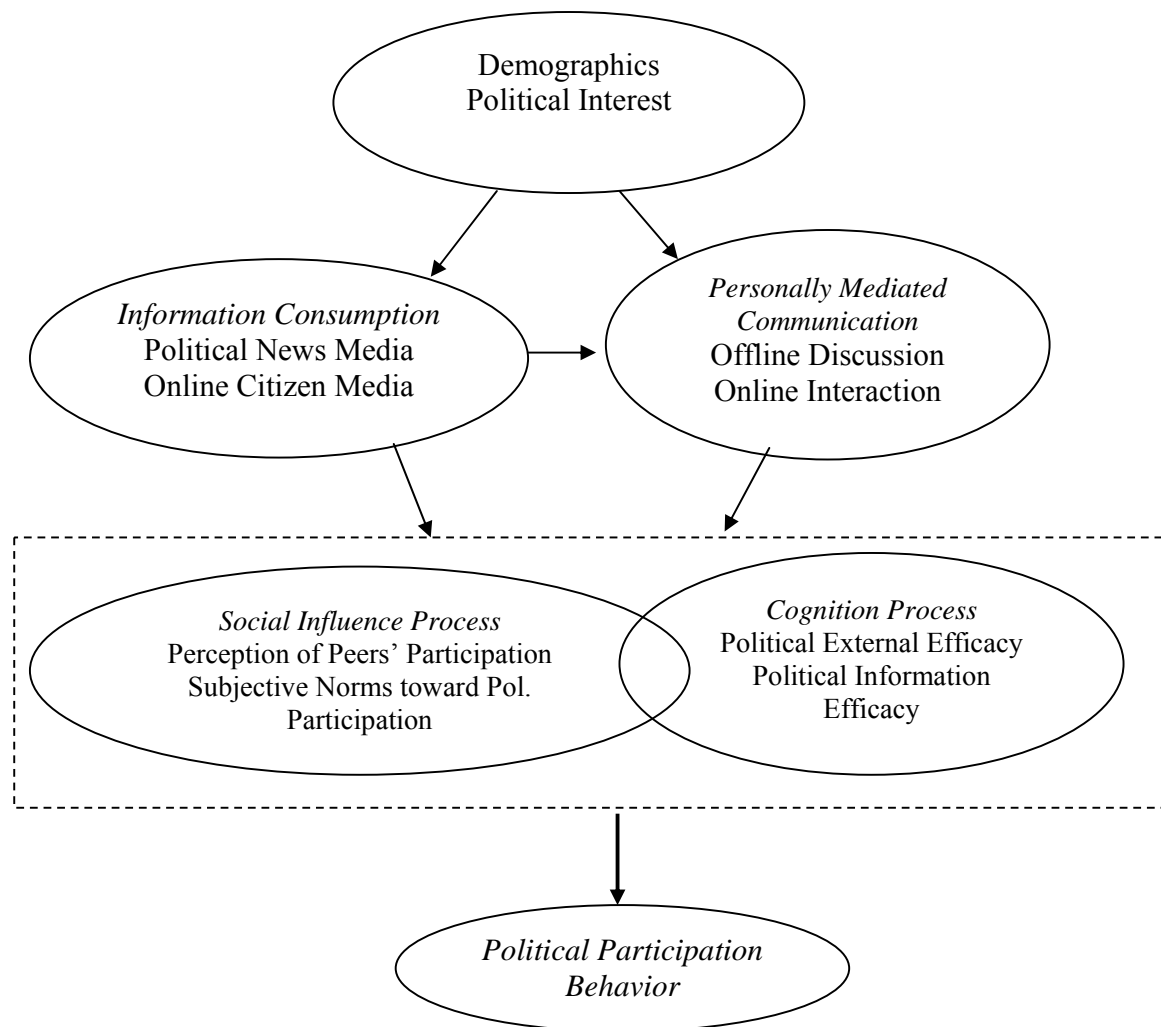 Demographics
Political Interest
Information Consumption
Political News Media
Online Citizen Media
Personally Mediated
Communication
Offline Discussion
Online Interaction
Social Influence Process
Perception of Peers’ Participation
Subjective Norms toward Pol.
Participation
Cognition Process
Political External Efficacy
Political Information
Efficacy
Political Participation
Behavior